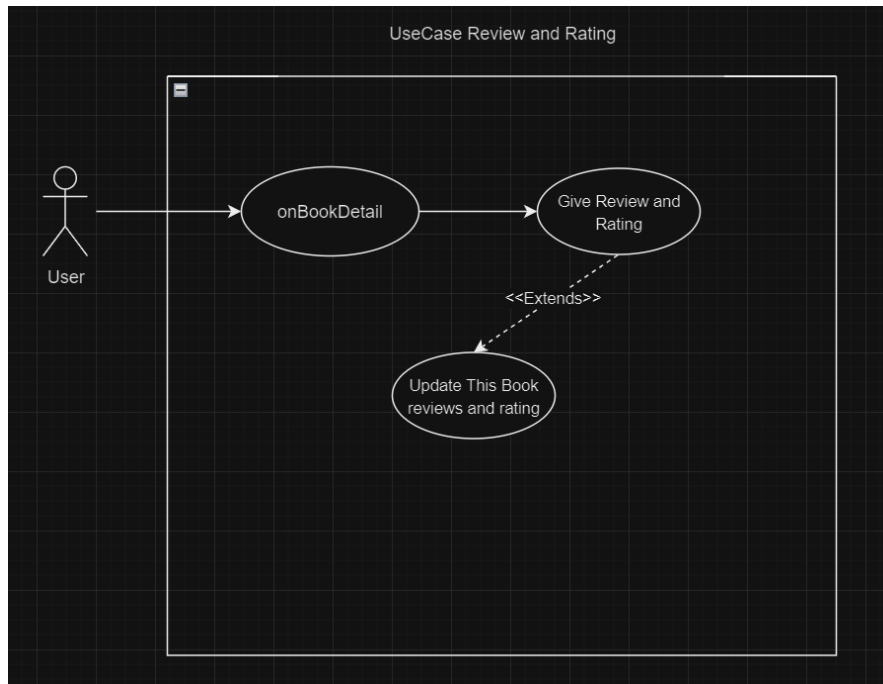 UseCase Review and Rating
User
onBookDetail
Give Review and
Rating
<<Extends>>
Update This Book
reviews and rating